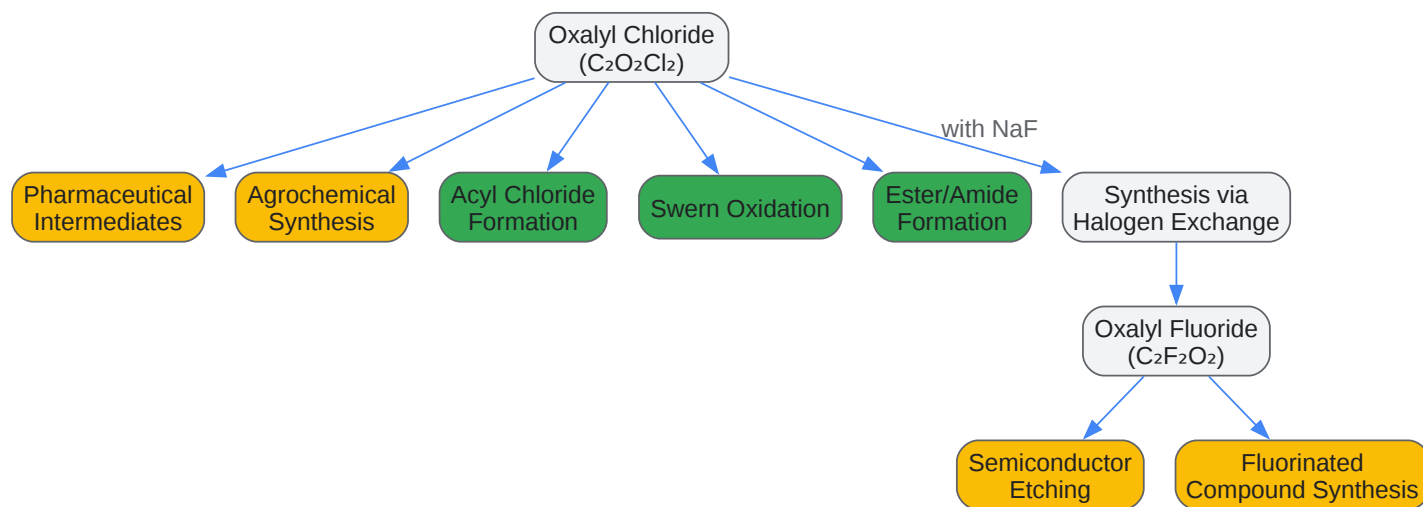 Oxalyl Chloride
(C₂O₂Cl₂)
with NaF
Pharmaceutical
Intermediates
Agrochemical
Synthesis
Acyl Chloride
Formation
Swern Oxidation
Ester/Amide
Formation
Synthesis via
Halogen Exchange
Oxalyl Fluoride
(C₂F₂O₂)
Semiconductor
Etching
Fluorinated
Compound Synthesis